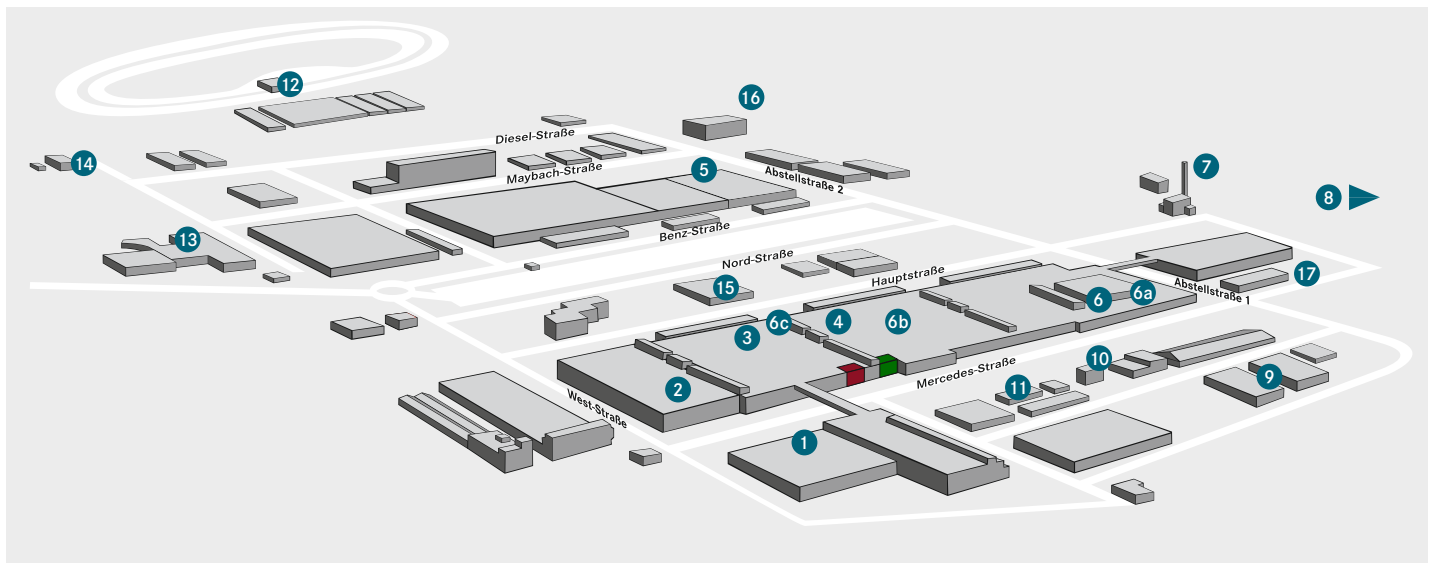 12
16
Diesel-Straße
14
Maybach-Straße
5
Abstellstraße 2
7
8
13
Benz-Straße
Nord-Straße
Hauptstraße
17
15
6a
6
Abstellstraße 1
6c
4
6b
3
10
Mercedes-Straße
9
11
2
West-Straße
1